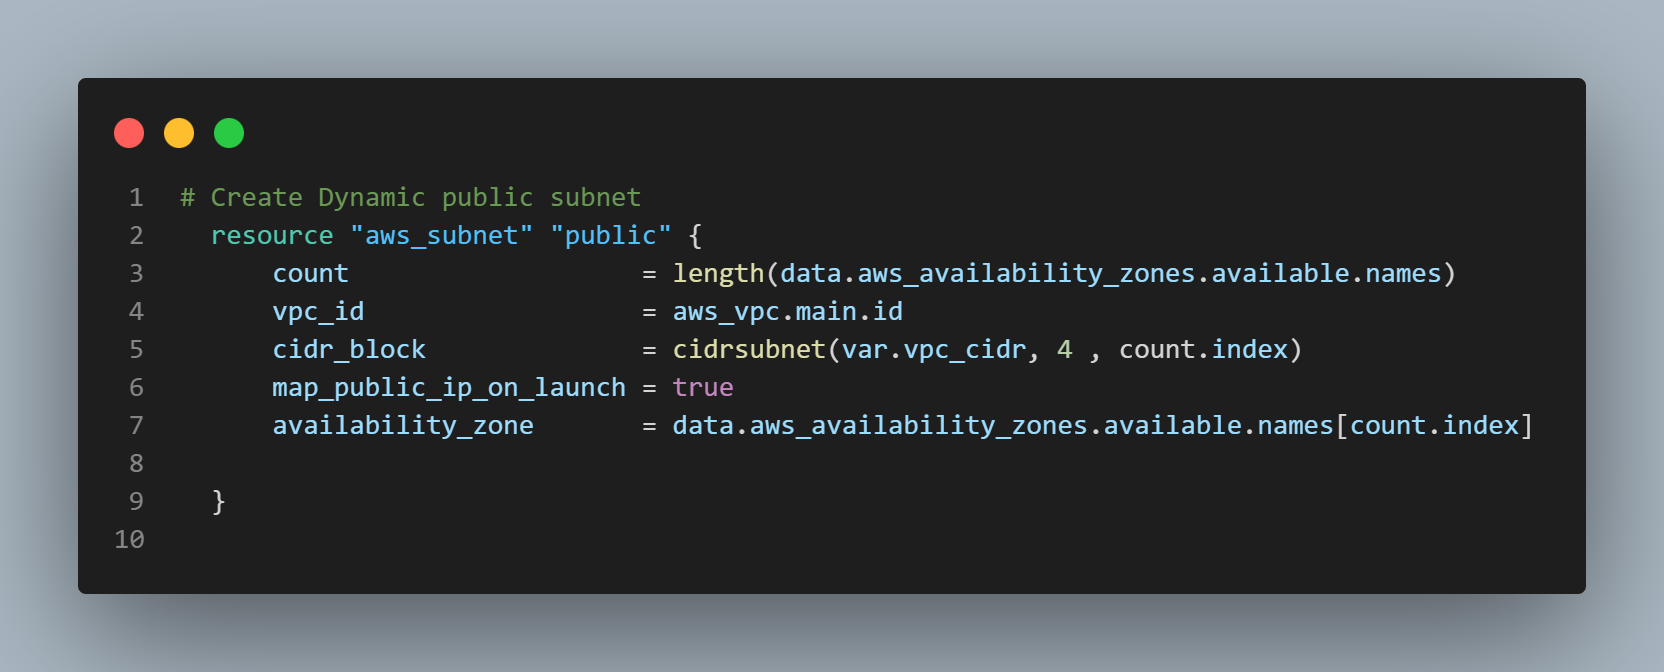 1 # Create Dynamic public subnet
2 resource "aws_subnet" "public" {
3 count = length(data.aws_availability_zones.available.names)
4 vpc_id = aws_vpc.main.id
5 cidr_block = cidrsubnet(var.vpc_cidr, 4 , count.index)
6 map_public_ip_on_launch = true
7 availability_zone = data.aws_availability_zones.available.names[count.index]
8
9 }
10